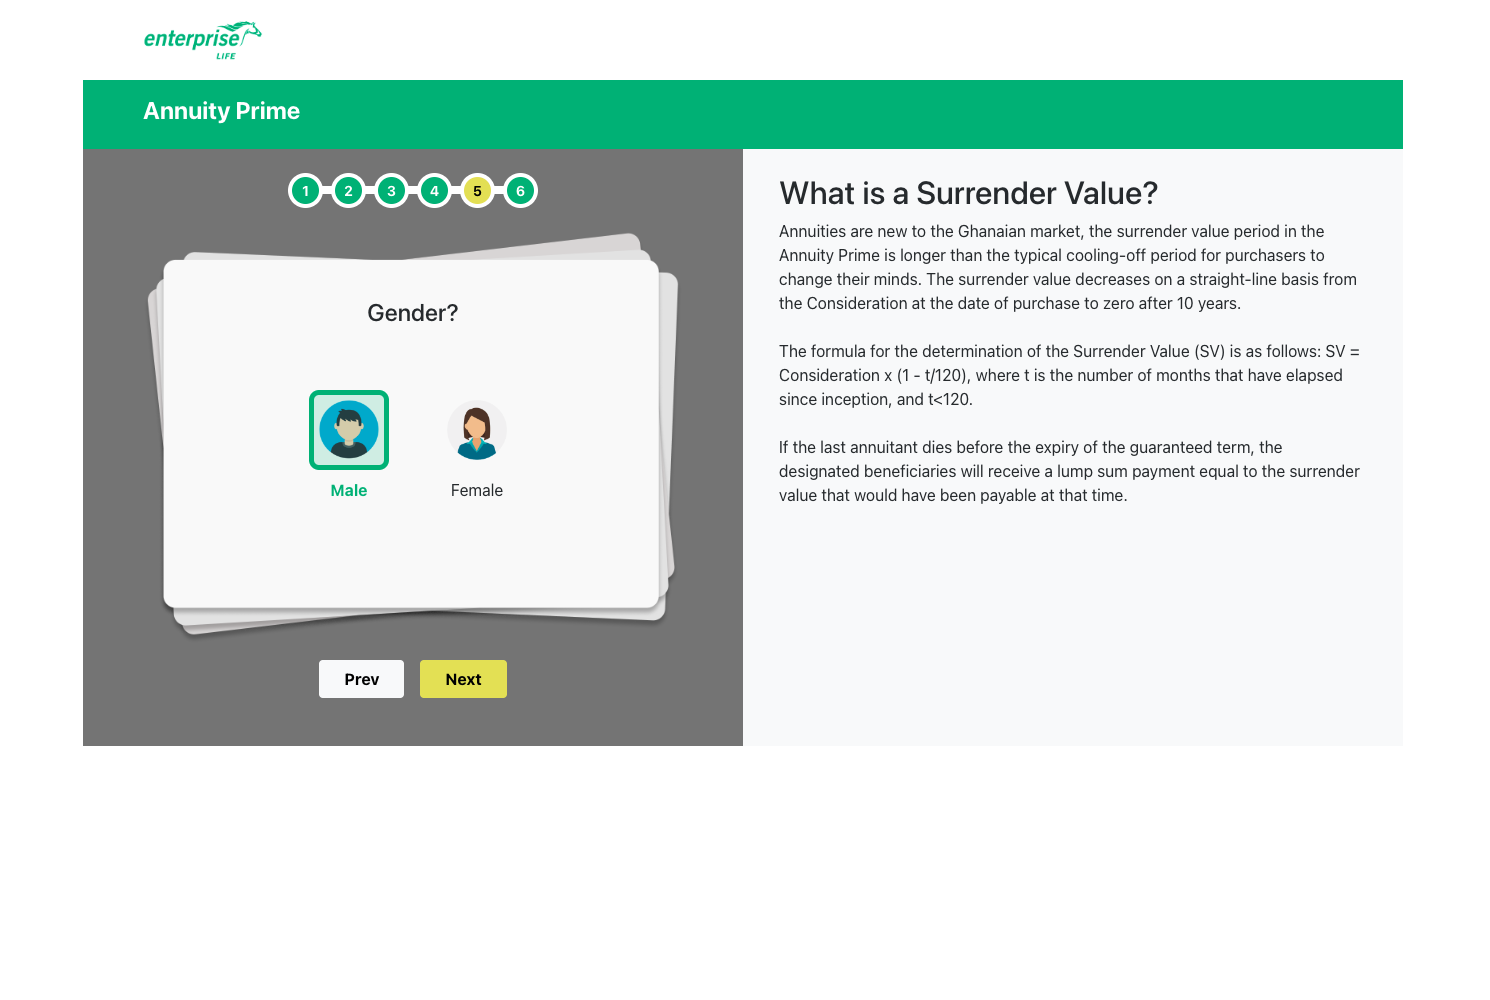 enterprise
LIFE
Annuity Prime
1 2 3 4 5 6
Gender?
Male Female
Prev Next
What is a Surrender Value?
Annuities are new to the Ghanaian market, the surrender value period in the
Annuity Prime is longer than the typical cooling-off period for purchasers to
change their minds. The surrender value decreases on a straight-line basis from
the Consideration at the date of purchase to zero after 10 years.
The formula for the determination of the Surrender Value (SV) is as follows: SV =
Consideration x (1 - t/120), where t is the number of months that have elapsed
since inception, and t<120.
If the last annuitant dies before the expiry of the guaranteed term, the
designated beneficiaries will receive a lump sum payment equal to the surrender
value that would have been payable at that time.